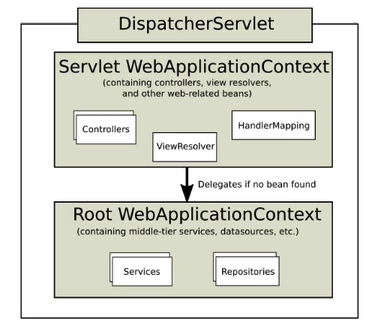 DispatcherServlet
Servlet WebApplicationContext
(containing controllers, view resolvers,
and other web-related beans)
Controllers
ViewResolver
HandlerMapping
Delegates if no bean found
Root WebApplicationContext
(containing middle-tier services, datasources, etc.)
Services
Repositories